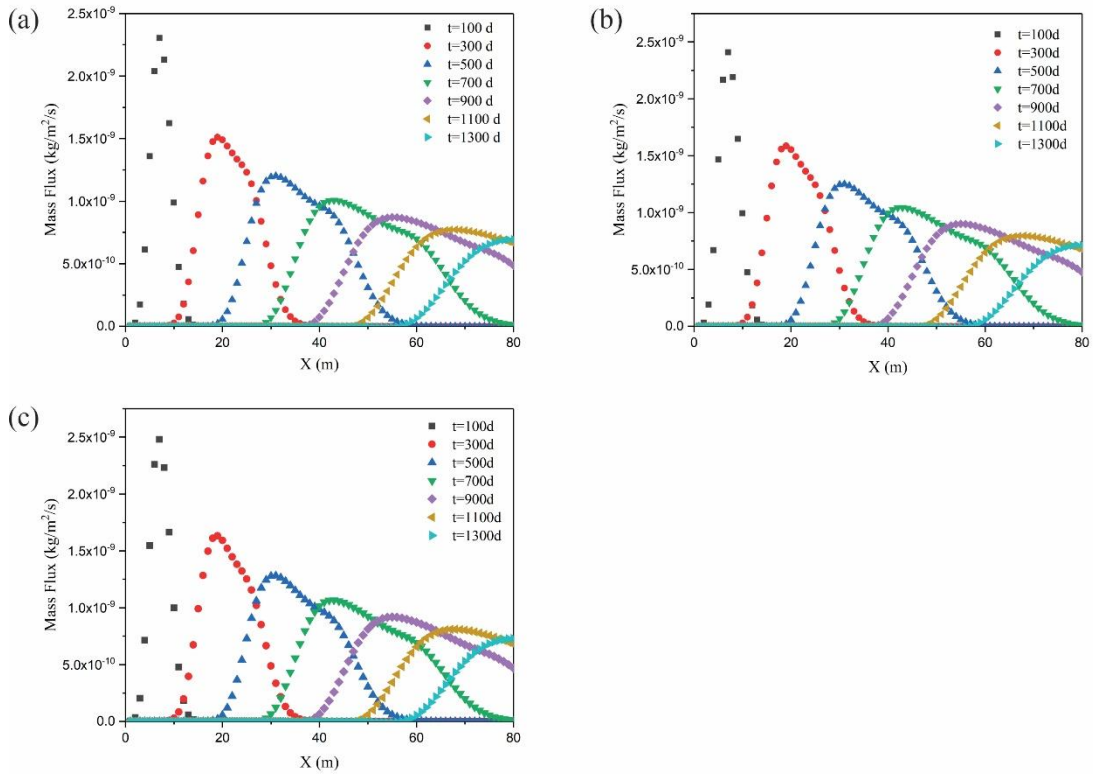 (a)
2.5x10-9
2.0x10-9
1.5x10-9
1.0x10-9
5.0x10-10
0.0
Mass Flux (kg/m2/s)
0 20 40 60 80
X (m)
t=100 d
t=300 d
t=500 d
t=700 d
t=900 d
t=1100 d
t=1300 d
(b)
2.5x10-9
2.0x10-9
1.5x10-9
1.0x10-9
5.0x10-10
0.0
Mass Flux (kg/m2/s)
0 20 40 60 80
X (m)
t=100d
t=300d
t=500d
t=700d
t=900d
t=1100d
t=1300d
(c)
2.5x10-9
2.0x10-9
1.5x10-9
1.0x10-9
5.0x10-10
0.0
Mass Flux (kg/m2/s)
0 20 40 60 80
X (m)
t=100d
t=300d
t=500d
t=700d
t=900d
t=1100d
t=1300d